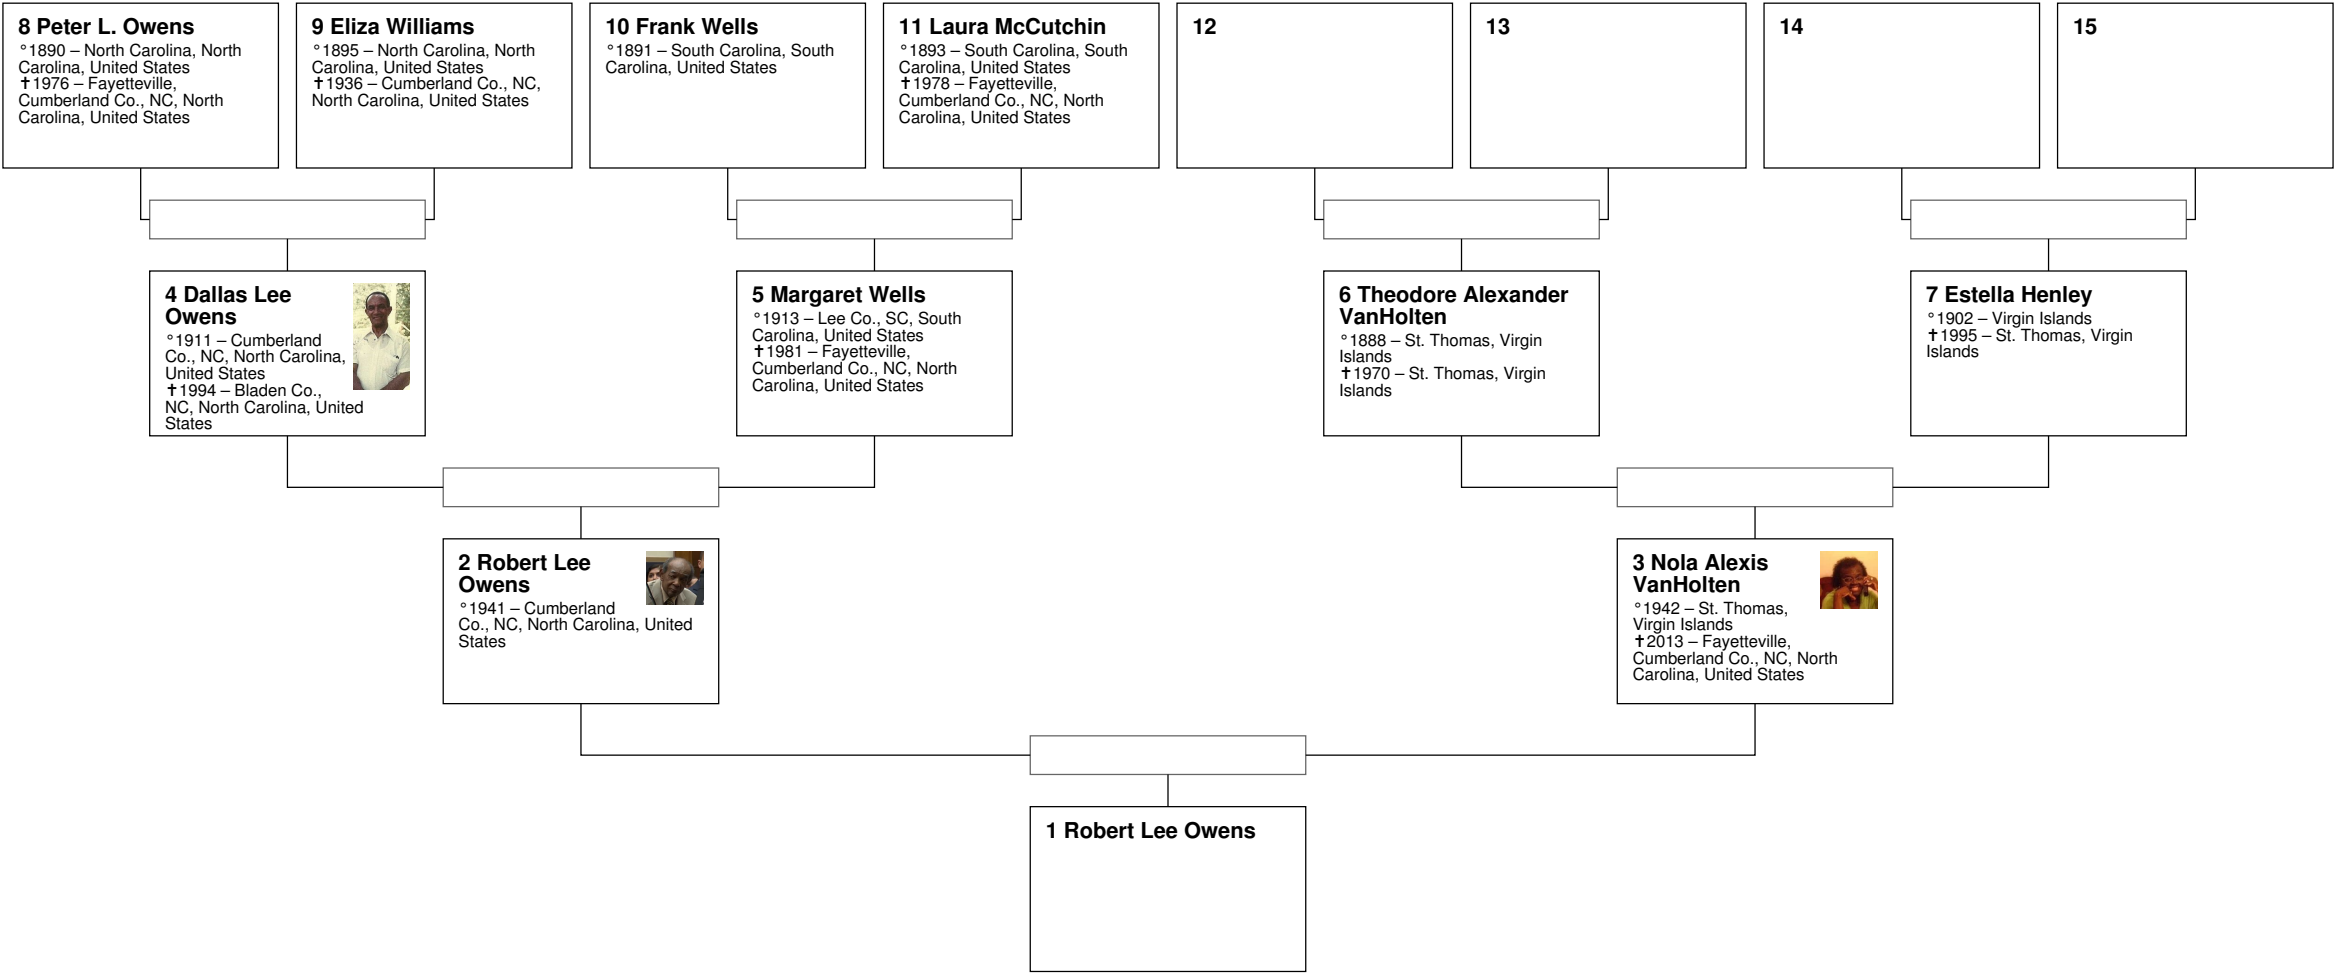 8 Peter L. Owens
°1890 – North Carolina, North
Carolina, United States
✝1976 – Fayetteville,
Cumberland Co., NC, North
Carolina, United States
9 Eliza Williams
°1895 – North Carolina, North
Carolina, United States
✝1936 – Cumberland Co., NC,
North Carolina, United States
10 Frank Wells
°1891 – South Carolina, South
Carolina, United States
11 Laura McCutchin
°1893 – South Carolina, South
Carolina, United States
✝1978 – Fayetteville,
Cumberland Co., NC, North
Carolina, United States
12
13
14
15
4 Dallas Lee
Owens
°1911 – Cumberland
Co., NC, North Carolina,
United States
✝1994 – Bladen Co.,
NC, North Carolina, United
States
5 Margaret Wells
°1913 – Lee Co., SC, South
Carolina, United States
✝1981 – Fayetteville,
Cumberland Co., NC, North
Carolina, United States
6 Theodore Alexander
VanHolten
°1888 – St. Thomas, Virgin
Islands
✝1970 – St. Thomas, Virgin
Islands
7 Estella Henley
°1902 – Virgin Islands
✝1995 – St. Thomas, Virgin
Islands
2 Robert Lee
Owens
°1941 – Cumberland
Co., NC, North Carolina, United
States
3 Nola Alexis
VanHolten
°1942 – St. Thomas,
Virgin Islands
✝2013 – Fayetteville,
Cumberland Co., NC, North
Carolina, United States
1 Robert Lee Owens